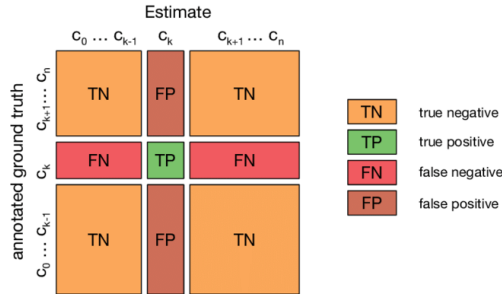 Estimate
c0 ... ck-1 ck ck+1 ... cn
annotated ground truth
ck+1... cn
ck
c0 ... ck-1
TN FP TN
FN TP FN
TN FP TN
TN true negative
TP true positive
FN false negative
FP false positive